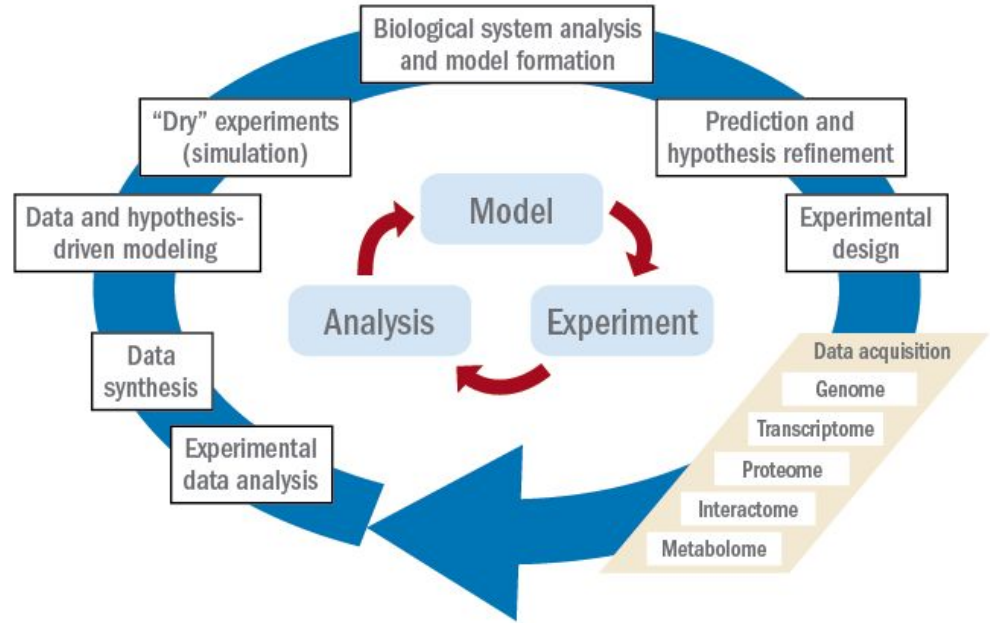 Biological system analysis
and model formation
“Dry” experiments
(simulation)
Prediction and
hypothesis refinement
Data and hypothesis-
driven modeling
Model
Experimental
design
Analysis
Experiment
Data
synthesis
Data acquisition
Genome
Transcriptome
Experimental
data analysis
Proteome
Interactome
Metabolome